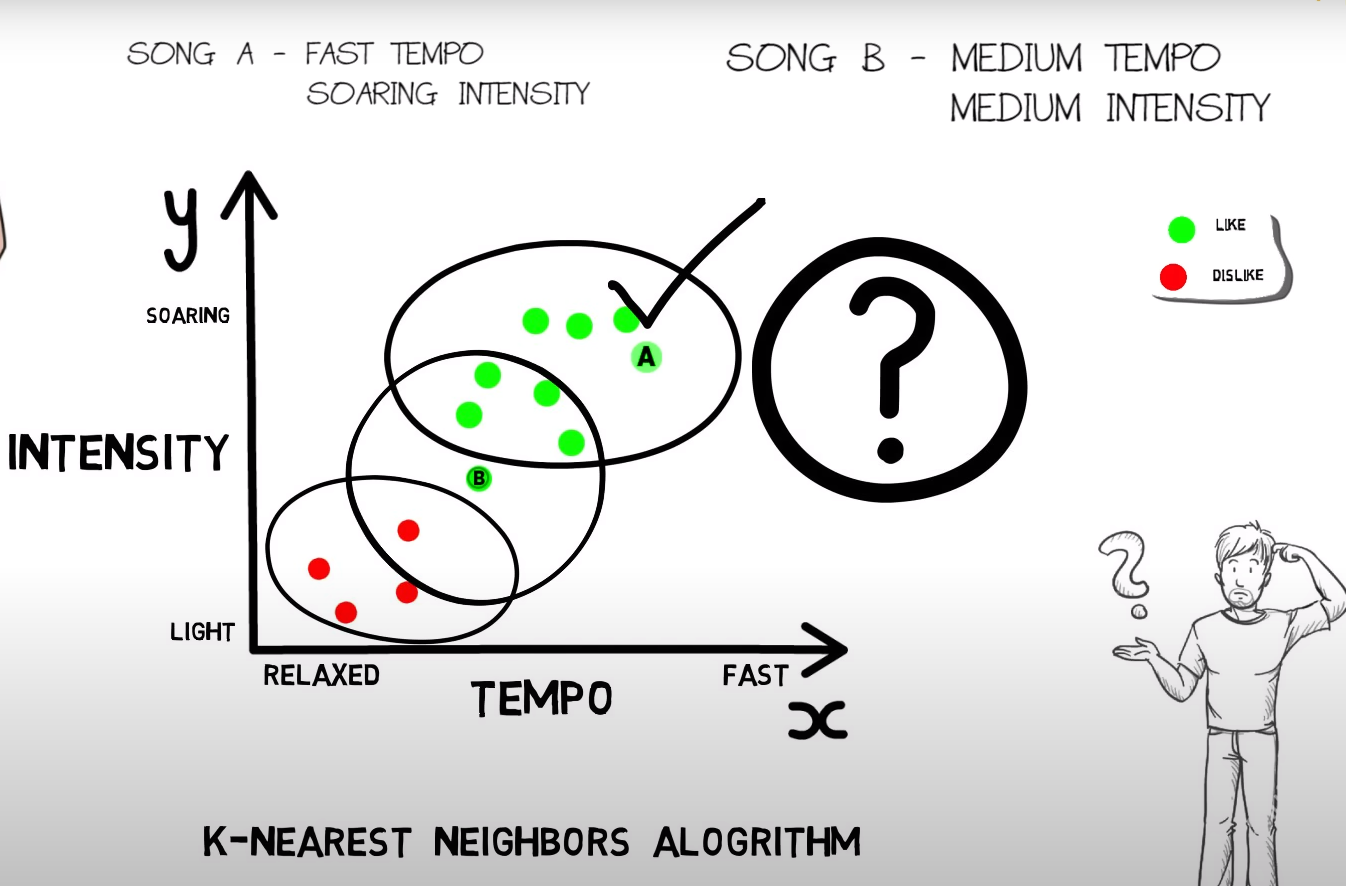 SONG A - FAST TEMPO
SOARING INTENSITY
SONG B - MEDIUM TEMPO
MEDIUM INTENSITY
y
LIKE
DISLIKE
SOARING
A
?
INTENSITY
B
?
LIGHT
RELAXED
FAST
TEMPO
x
K-NEAREST NEIGHBORS ALOGRITHM